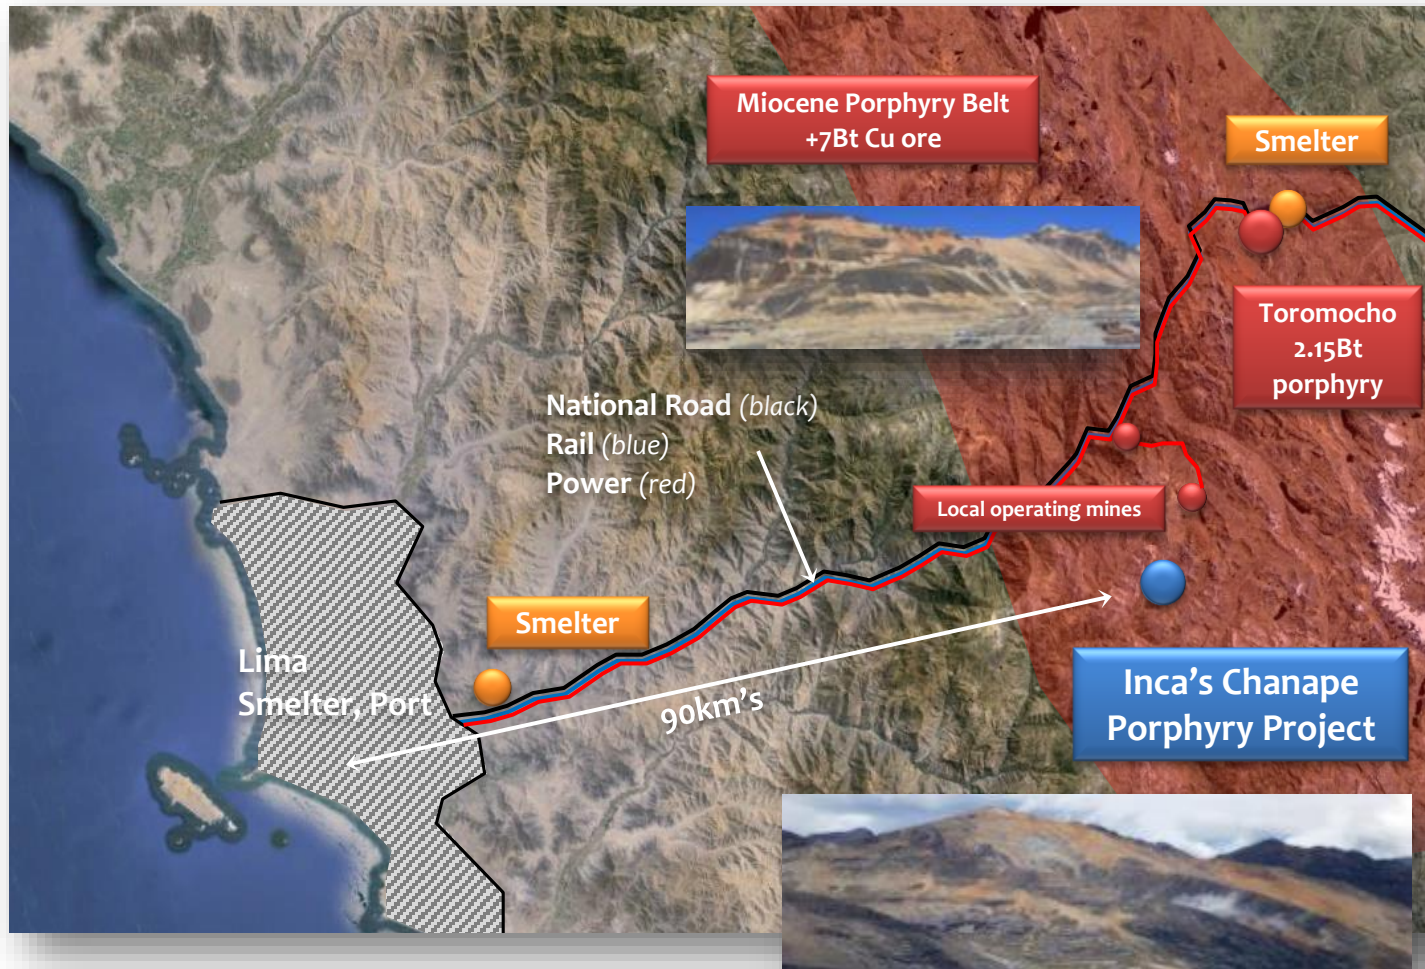 Miocene Porphyry Belt
+7Bt Cu ore
Smelter
Toromocho
2.15Bt
porphyry
National Road (black)
Rail (blue)
Power (red)
Local operating mines
Smelter
Lima
Smelter, Port
90km's
Inca’s Chanape
Porphyry Project